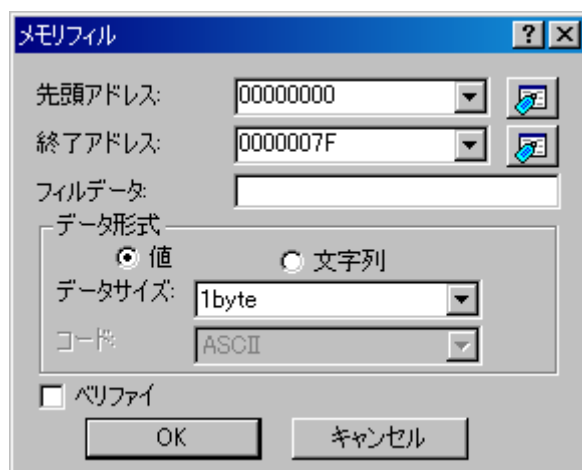 メモリフィル
先頭アドレス: 00000000
終了アドレス: 0000007F
フィルデータ:
データ形式
値 文字列
データサイズ: 1byte
コード: ASCII
ベリファイ
OK キャンセル